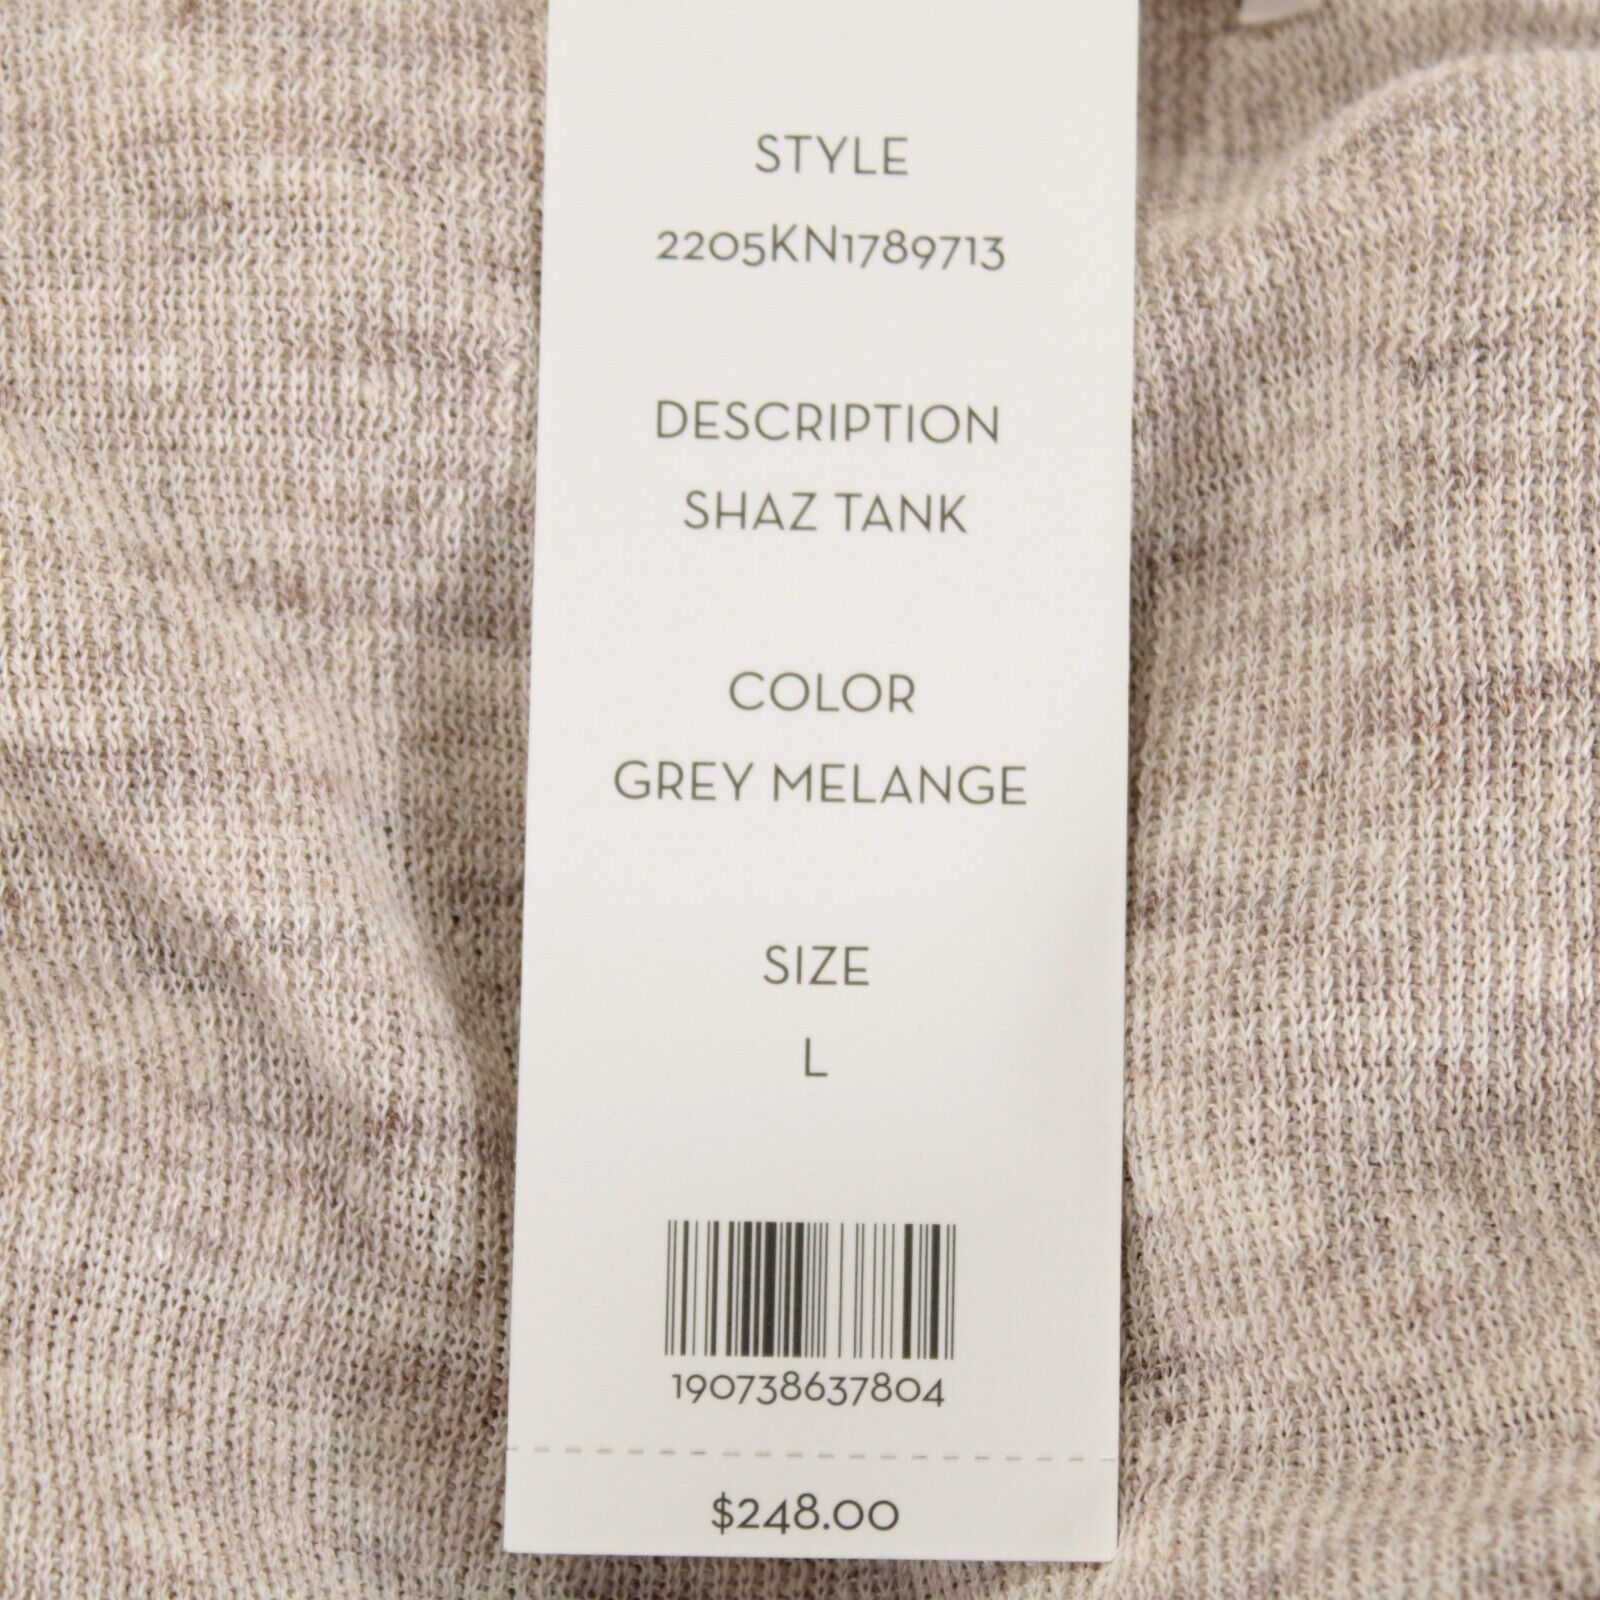 STYLE
2205KN1789713
DESCRIPTION
SHAZ TANK
COLOR
GREY MELANGE
SIZE
L
190738637804
$248.00